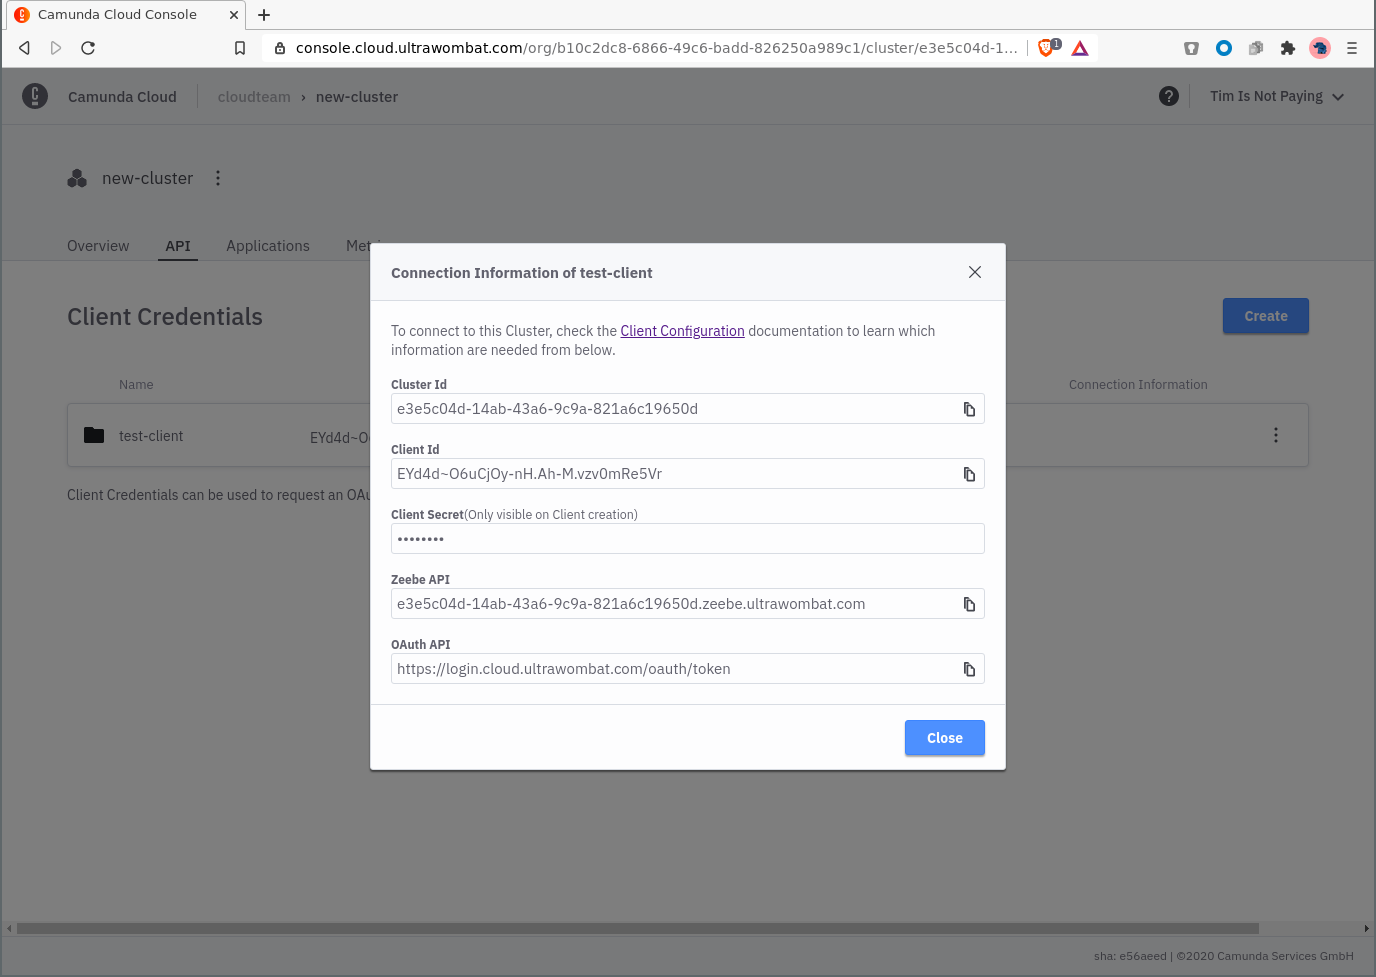 Camunda Cloud Console
console.cloud.ultrawombat.com/org/b10c2dc8-6866-49c6-badd-826250a989c1/cluster/e3e5c04d-1...
1
Camunda Cloud
cloudteam › new-cluster
Tim Is Not Paying
new-cluster
Overview API Applications
Connection Information of test-client
Client Credentials
Create
To connect to this Cluster, check the Client Configuration documentation to learn which
information are needed from below.
Name
Connection Information
Cluster Id
e3e5c04d-14ab-43a6-9c9a-821a6c19650d
test-client
Client Id
EYd4d~O6uCjOy-nH.Ah-M.vzv0mRe5Vr
Client Credentials can be used to request an
Client Secret(Only visible on Client creation)
••••••••
Zeebe API
e3e5c04d-14ab-43a6-9c9a-821a6c19650d.zeebe.ultrawombat.com
OAuth API
https://login.cloud.ultrawombat.com/oauth/token
Close
sha: e56aeed | ©2020 Camunda Services GmbH